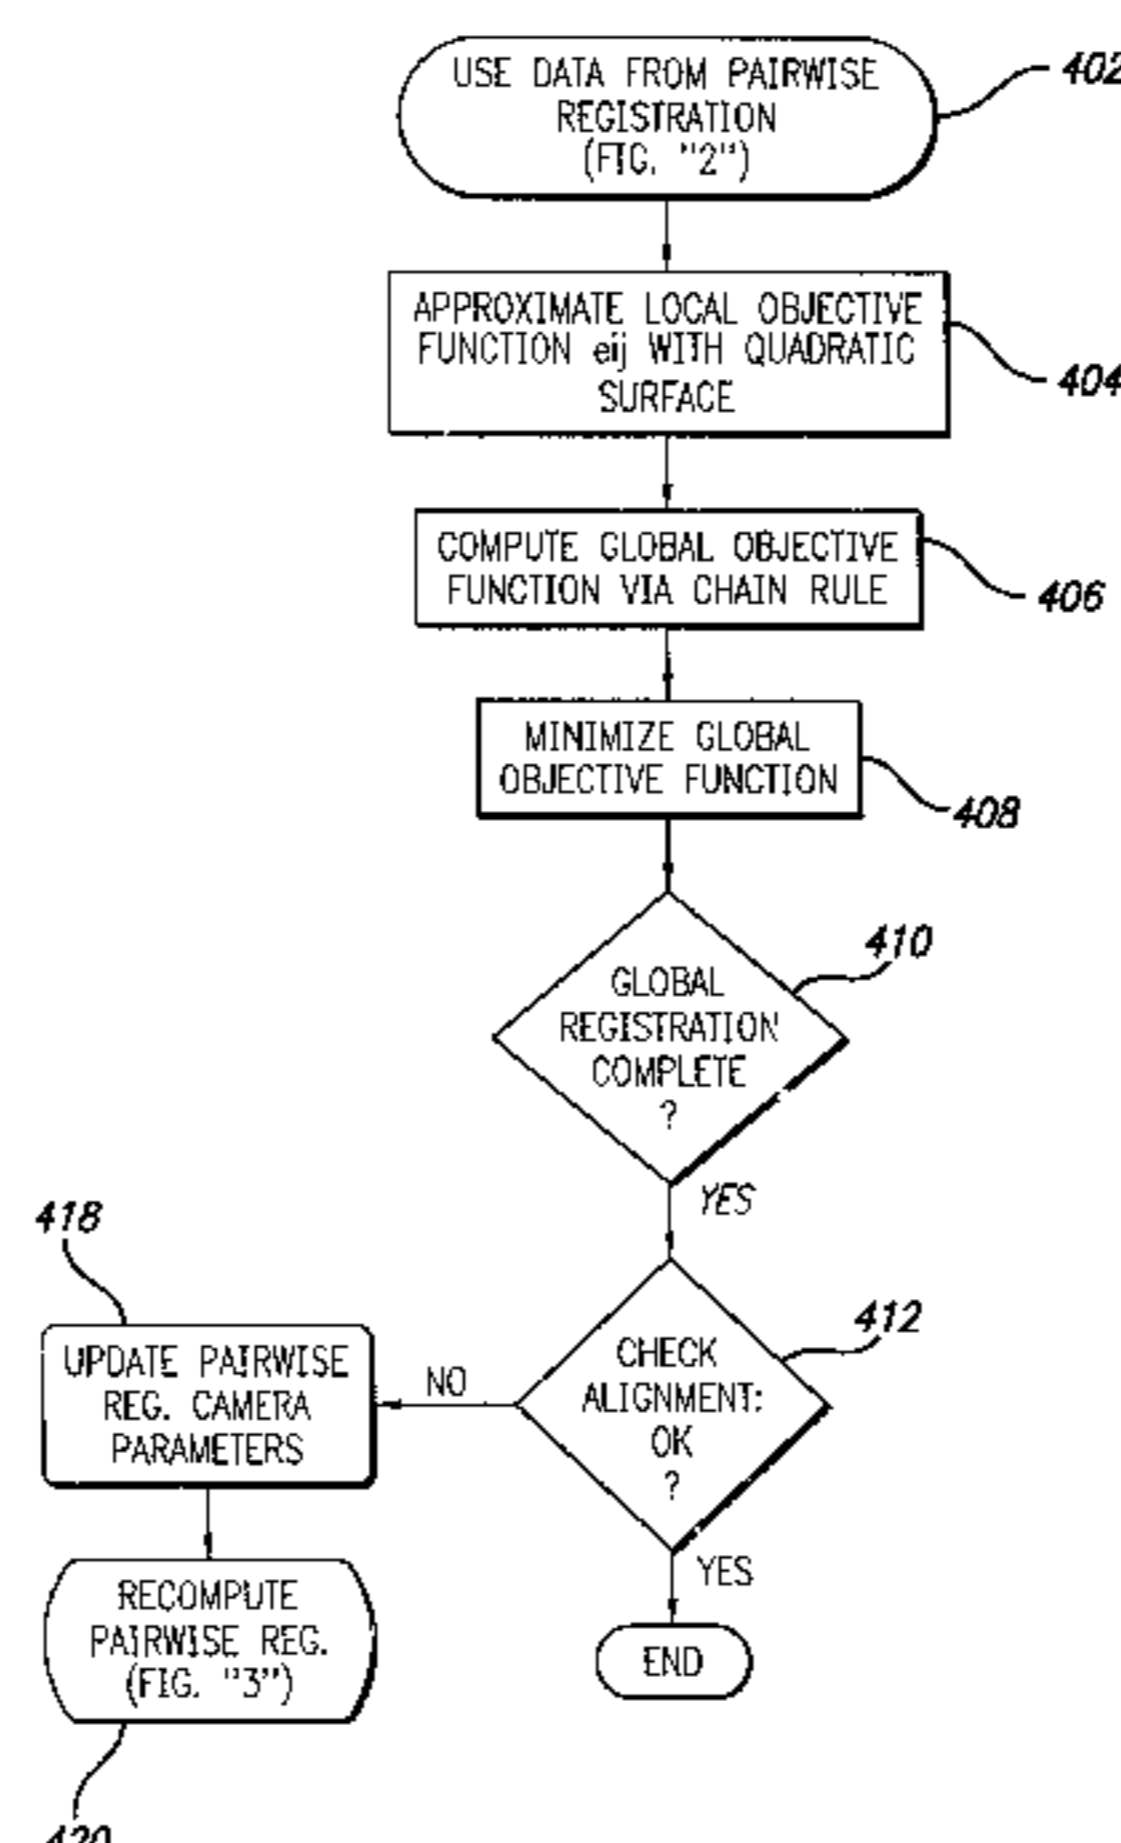 USE DATA FROM PAIRWISE
REGISTRATION
(FIG. "2")
402
APPROXIMATE LOCAL OBJECTIVE
FUNCTION eij WITH QUADRATIC
SURFACE
404
COMPUTE GLOBAL OBJECTIVE
FUNCTION VIA CHAIN RULE
406
MINIMIZE GLOBAL
OBJECTIVE FUNCTION
408
410
GLOBAL
REGISTRATION
COMPLETE
?
YES
418
412
UPDATE PAIRWISE
REG. CAMERA
PARAMETERS
NO
CHECK
ALIGNMENT:
OK
?
YES
RECOMPUTE
PAIRWISE REG.
(FIG. "3")
END
420